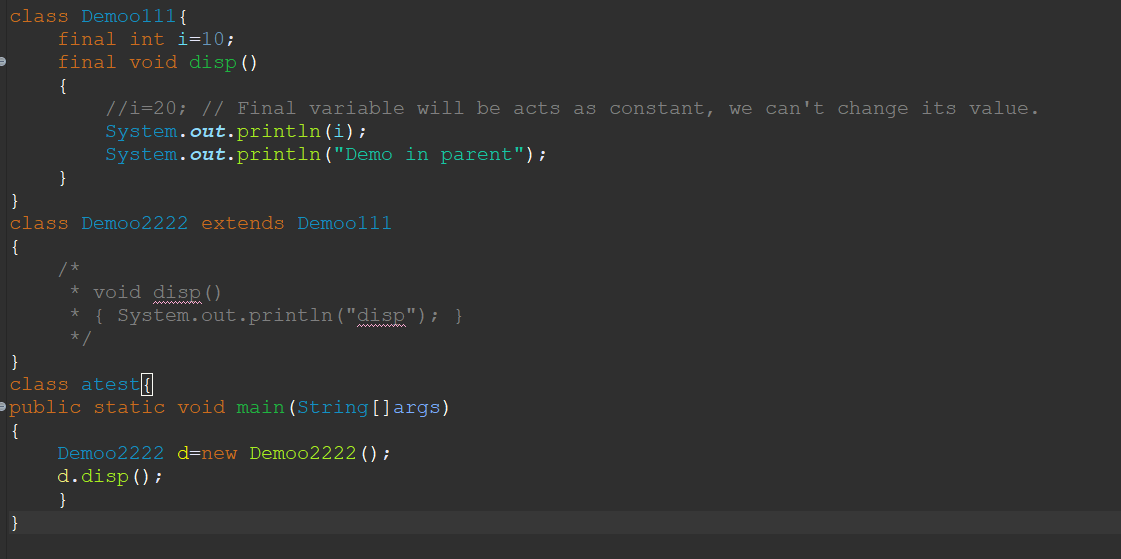 class Demoo111{
    final int i=10;
    final void disp()
    {
        //i=20; // Final variable will be acts as constant, we can't change its value.
        System.out.println(i);
        System.out.println("Demo in parent");
    }
}
class Demoo2222 extends Demoo111
{
    /*
     * void disp()
     * { System.out.println("disp"); }
     */
}
class atest{
public static void main(String[]args)
{
    Demoo2222 d=new Demoo2222();
    d.disp();
    }
}